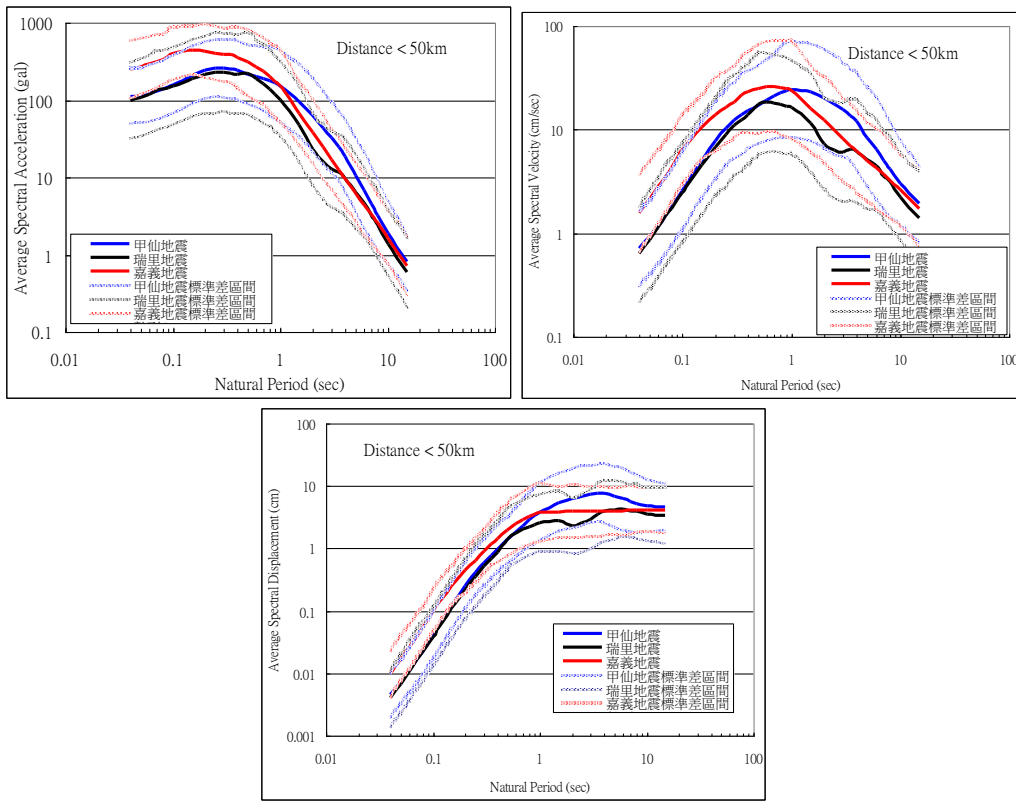 Average Spectral Acceleration (gal)
1000
100
10
1
0.1
Distance < 50km
甲仙地震
瑞里地震
嘉義地震
甲仙地震標準差區間
瑞里地震標準差區間
嘉義地震標準差區間
0.01
0.1
1
10
100
Natural Period (sec)
Average Spectral Velocity (cm/sec)
100
10
1
0.1
Distance < 50km
甲仙地震
瑞里地震
嘉義地震
甲仙地震標準差區間
瑞里地震標準差區間
嘉義地震標準差區間
0.01
0.1
1
10
100
Natural Period (sec)
Average Spectral Displacement (cm)
100
10
1
0.1
0.01
0.001
Distance < 50km
甲仙地震
瑞里地震
嘉義地震
甲仙地震標準差區間
瑞里地震標準差區間
嘉義地震標準差區間
0.01
0.1
1
10
100
Natural Period (sec)